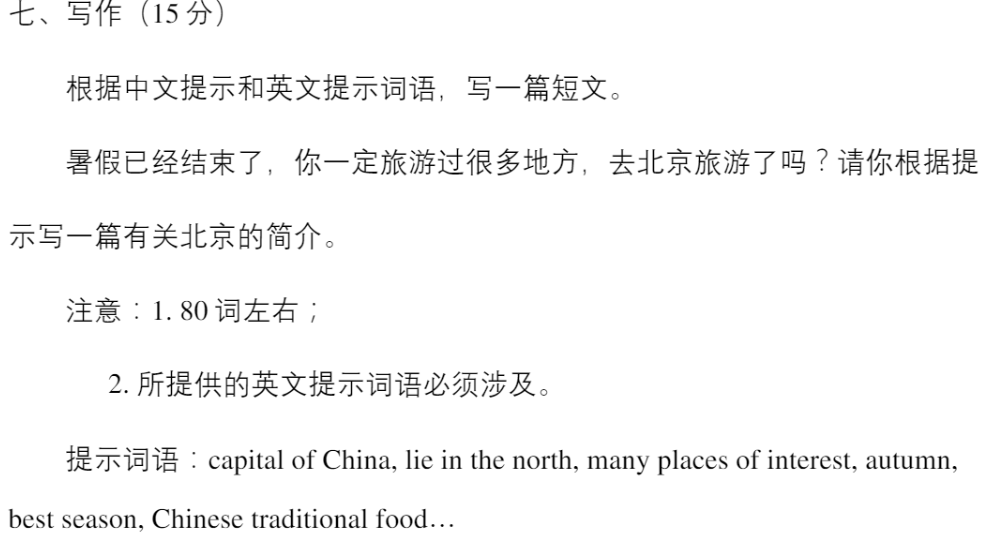 七、写作（15 分）
根据中文提示和英文提示词语，写一篇短文。
暑假已经结束了，你一定旅游过很多地方，去北京旅游了吗？请你根据提
示写一篇有关北京的简介。
注意：1. 80 词左右；
2. 所提供的英文提示词语必须涉及。
提示词语：capital of China, lie in the north, many places of interest, autumn,
best season, Chinese traditional food…